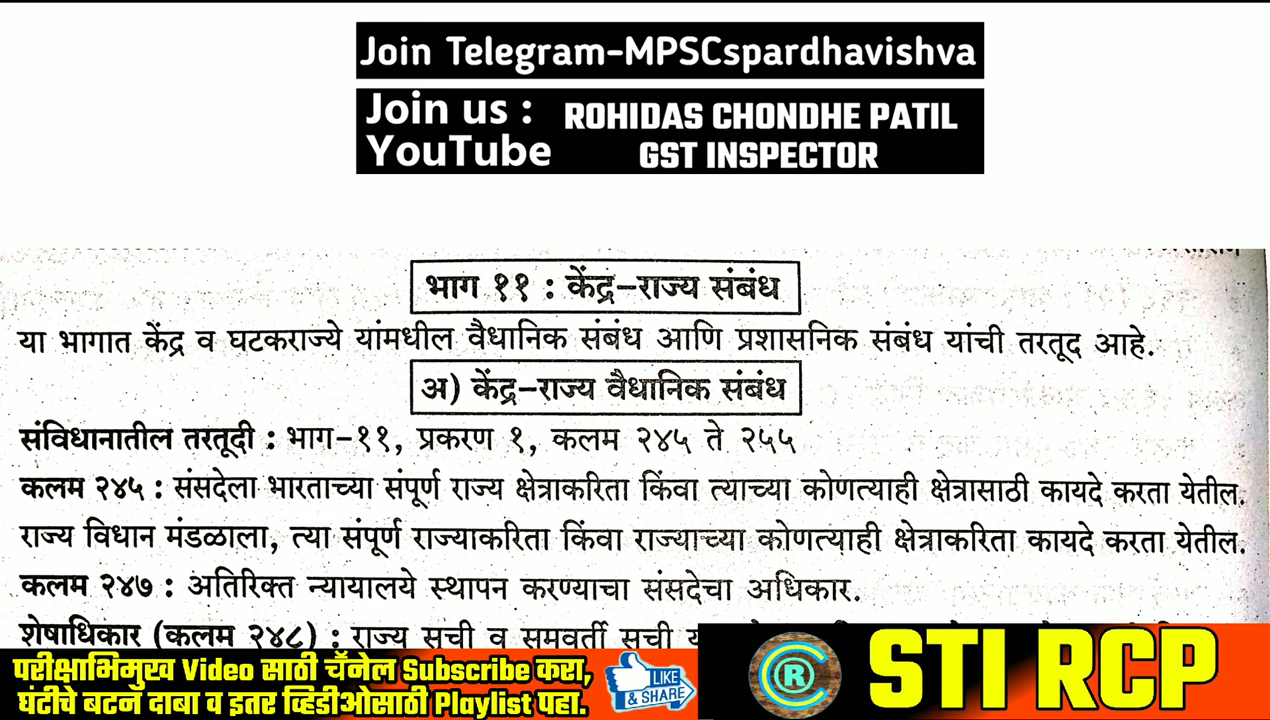 Join Telegram-MPSCspardhavishva
Join us : ROHIDAS CHONDHE PATIL
YouTube GST INSPECTOR
भाग ११ : केंद्र–राज्य संबंध
या भागात केंद्र व घटकराज्ये यांमधील वैधानिक संबंध आणि प्रशासनिक संबंध यांची तरतूद आहे.
अ) केंद्र–राज्य वैधानिक संबंध
संविधानातील तरतूदी : भाग-११, प्रकरण १, कलम २४५ ते २५५
कलम २४५ : संसदेला भारताच्या संपूर्ण राज्य क्षेत्राकरिता किंवा त्याच्या कोणत्याही क्षेत्रासाठी कायदे करता येतील.
राज्य विधान मंडळाला, त्या संपूर्ण राज्याकरिता किंवा राज्याच्या कोणत्याही क्षेत्राकरिता कायदे करता येतील.
कलम २४७ : अतिरिक्त न्यायालये स्थापन करण्याचा संसदेचा अधिकार.
शेषाधिकार (कलम २४८) : राज्य सूची व समवर्ती सूची
परीक्षाभिमुख Video साठी चॅनेल Subscribe करा,
घंटीचे बटन दाबा व इतर व्हिडीओसाठी Playlist पहा.
LIKE
& SHARE
R
STI RCP